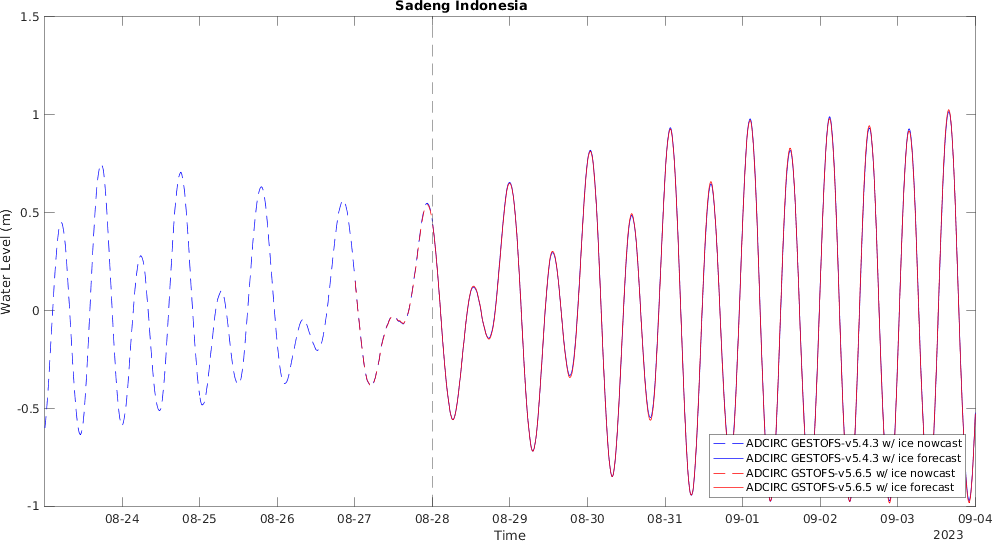 Sadeng Indonesia
Water Level (m)
1.5
1
0.5
0
-0.5
-1
ADCIRC GESTOFS-v5.4.3 w/ ice nowcast
ADCIRC GESTOFS-v5.4.3 w/ ice forecast
ADCIRC GSTOFS-v5.6.5 w/ ice nowcast
ADCIRC GSTOFS-v5.6.5 w/ ice forecast
08-24 08-25 08-26 08-27 08-28 08-29 08-30 08-31 09-01 09-02 09-03 09-04
Time
2023